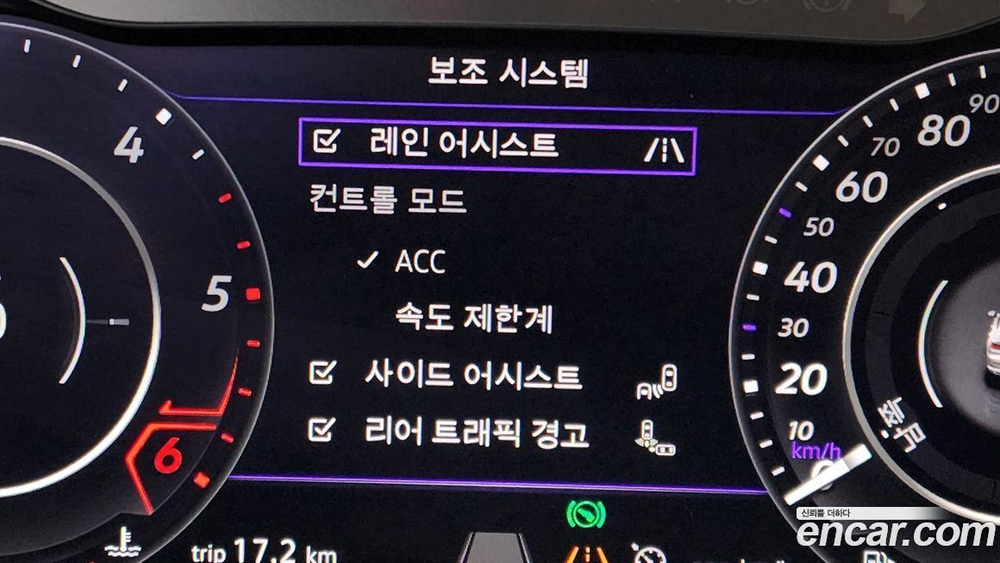 보조 시스템
레인 어시스트
컨트롤 모드
ACC
속도 제한계
사이드 어시스트
리어 트래픽 경고
4
5
6
90
80
70
60
50
40
30
20
10
km/h
0
trip 17.2 km
신뢰를 더하다
encar.com